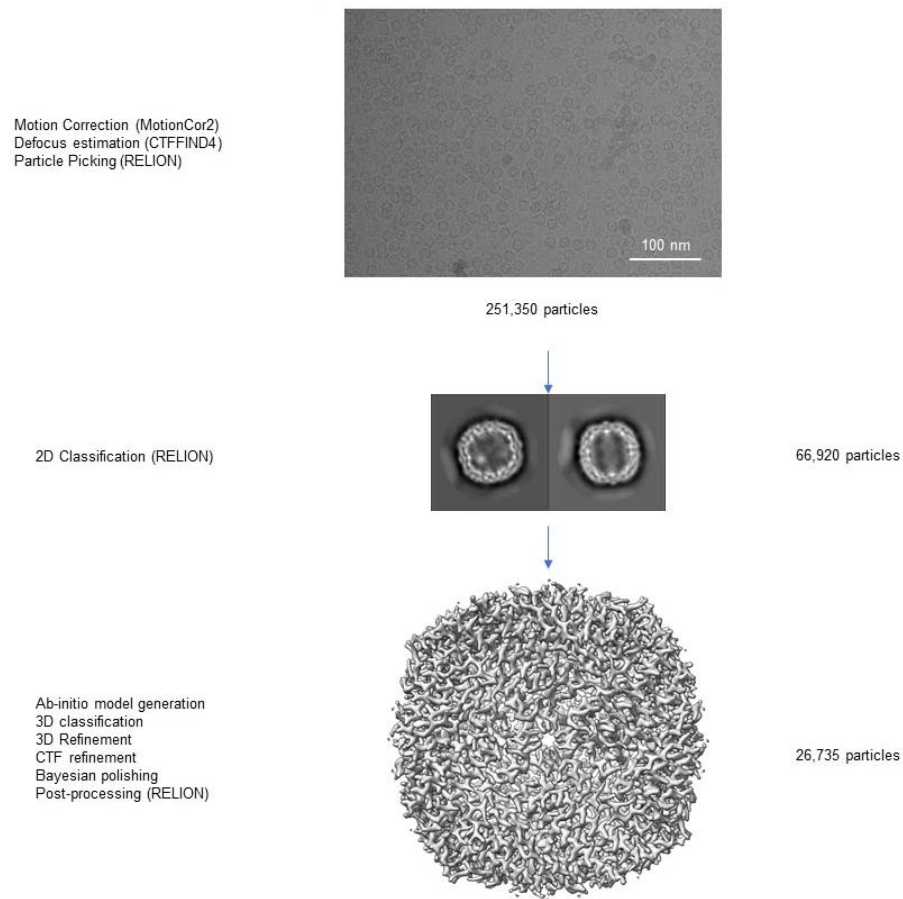 Motion Correction (MotionCor2)
Defocus estimation (CTFFIND4)
Particle Picking (RELION)
100 nm
251,350 particles
2D Classification (RELION)
66,920 particles
Ab-initio model generation
3D classification
3D Refinement
CTF refinement
Bayesian polishing
Post-processing (RELION)
26,735 particles